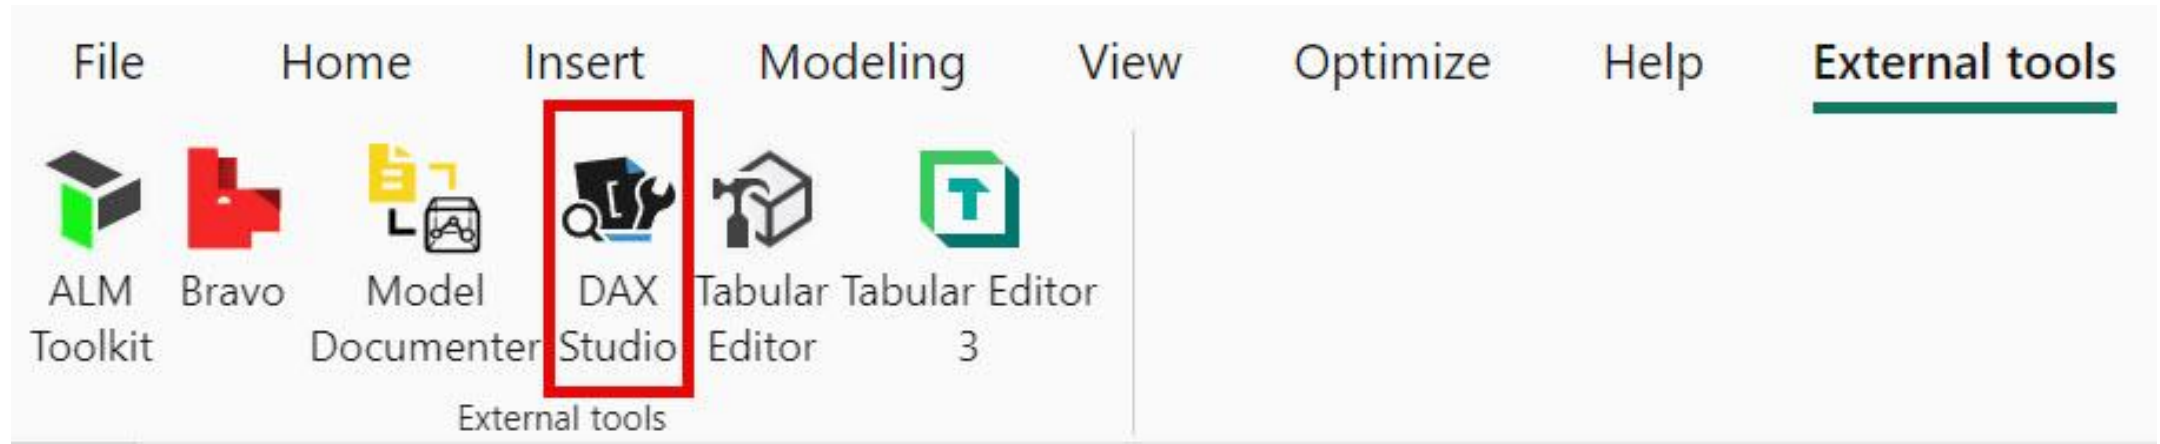 File Home Insert Modeling View Optimize Help External tools
ALM Bravo Model DAX Tabular Tabular Editor
Toolkit Documenter Studio Editor 3
External tools